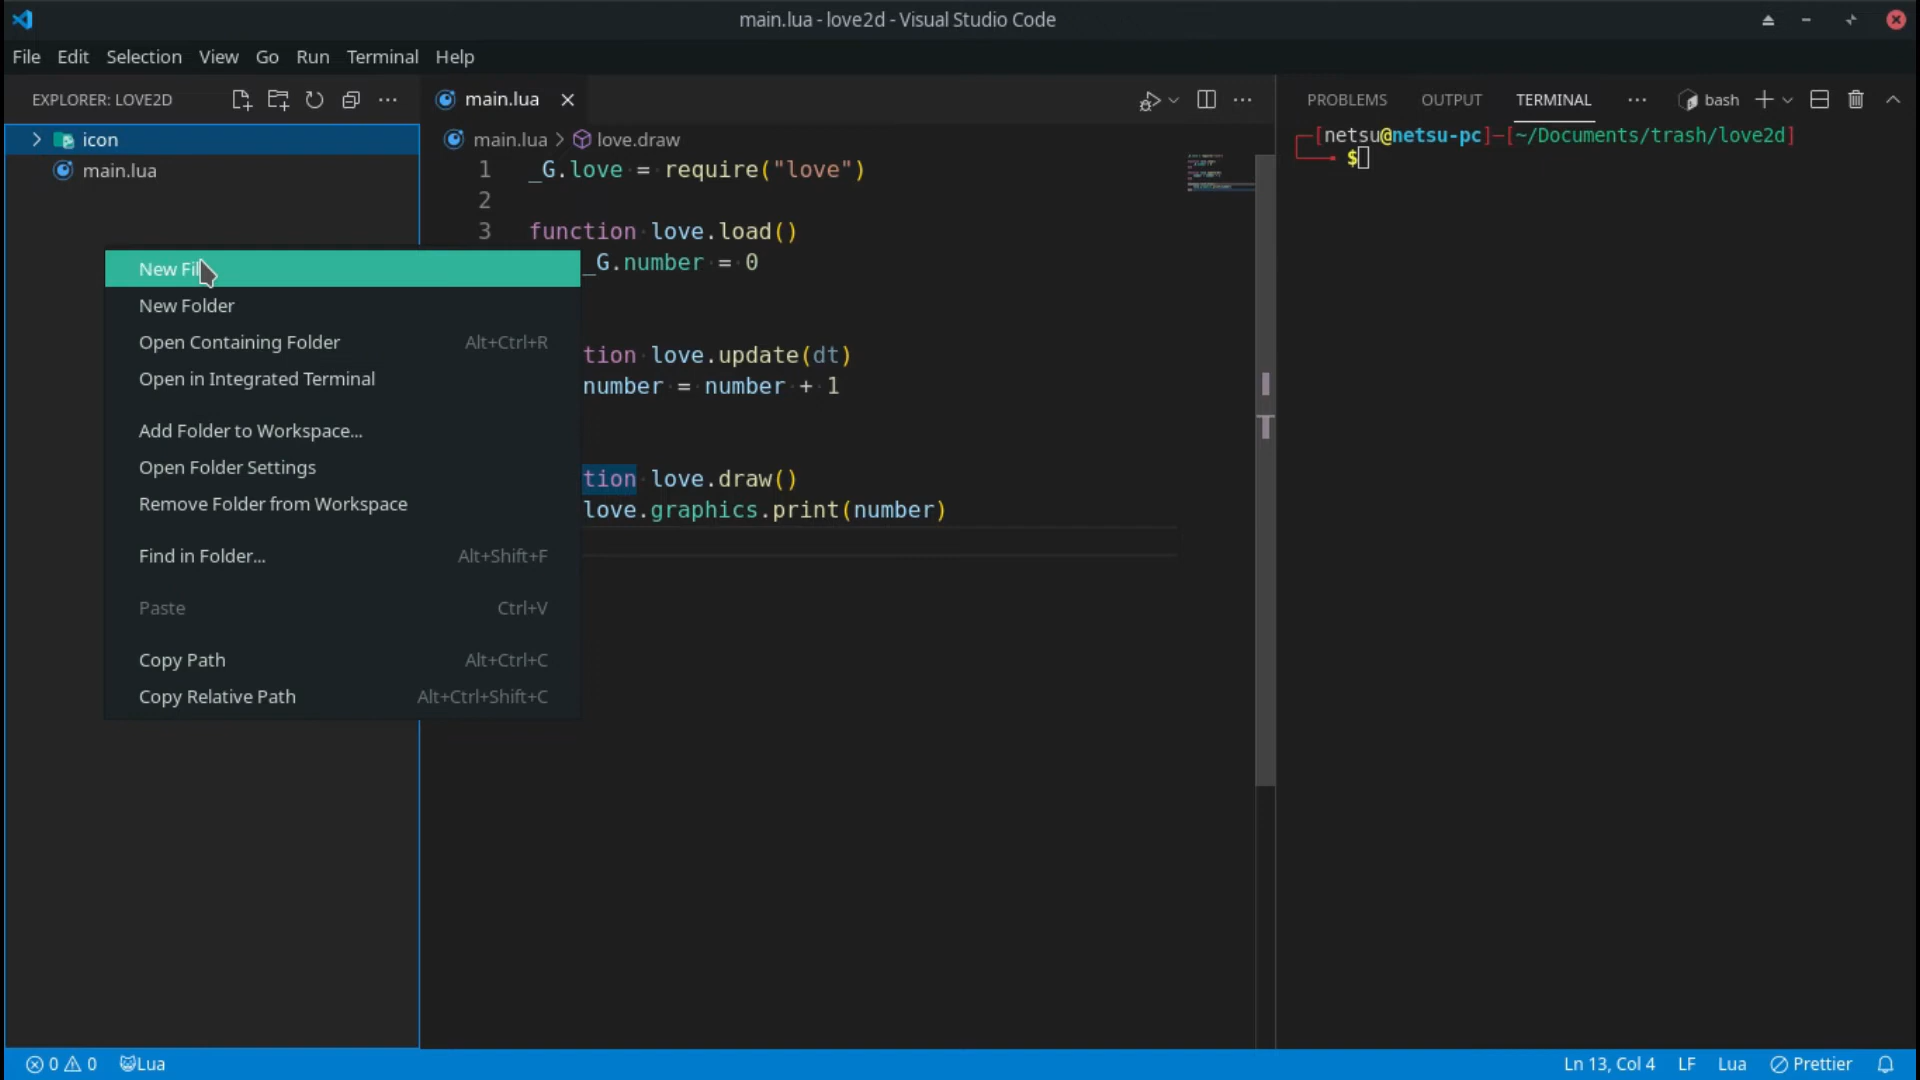 main.lua - love2d - Visual Studio Code
File Edit Selection View Go Run Terminal Help
EXPLORER: LOVE2D
icon
main.lua
New Fil
New Folder
Open Containing Folder Alt+Ctrl+R
Open in Integrated Terminal
Add Folder to Workspace...
Open Folder Settings
Remove Folder from Workspace
Find in Folder... Alt+Shift+F
Paste Ctrl+V
Copy Path Alt+Ctrl+C
Copy Relative Path Alt+Ctrl+Shift+C
main.lua
main.lua > love.draw
1 _G.love = require("love")
2
3 function love.load()
_G.number = 0
tion love.update(dt)
number = number + 1
tion love.draw()
love.graphics.print(number)
PROBLEMS OUTPUT TERMINAL ... bash
[netsu@netsu-pc]-[~/Documents/trash/love2d]
$
0 0 Lua
Ln 13, Col 4 LF Lua Prettier